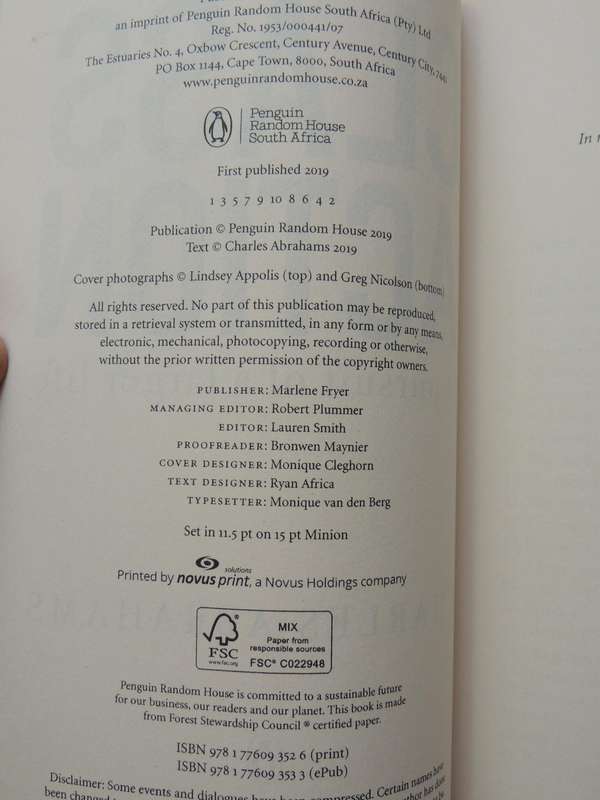 an imprint of Penguin Random House South Africa (Pty) Ltd
Reg. No. 1953/000441/07
The Estuaries No. 4, Oxbow Crescent, Century Avenue, Century City, 7441
PO Box 1144, Cape Town, 8000, South Africa
www.penguinrandomhouse.co.za
Penguin
Random House
South Africa
First published 2019
1 3 5 7 9 10 8 6 4 2
Publication © Penguin Random House 2019
Text © Charles Abrahams 2019
Cover photographs © Lindsey Appolis (top) and Greg Nicolson (bottom)
All rights reserved. No part of this publication may be reproduced,
stored in a retrieval system or transmitted, in any form or by any means,
electronic, mechanical, photocopying, recording or otherwise,
without the prior written permission of the copyright owners.
PUBLISHER: Marlene Fryer
MANAGING EDITOR: Robert Plummer
EDITOR: Lauren Smith
PROOFREADER: Bronwen Maynier
COVER DESIGNER: Monique Cleghorn
TEXT DESIGNER: Ryan Africa
TYPESETTER: Monique van den Berg
Set in 11.5 pt on 15 pt Minion
solutions
Printed by novus print, a Novus Holdings company
FSC
www.fsc.org
MIX
Paper from
responsible sources
FSC® C022948
Penguin Random House is committed to a sustainable future
for our business, our readers and our planet. This book is made
from Forest Stewardship Council ® certified paper.
ISBN 978 1 77609 352 6 (print)
ISBN 978 1 77609 353 3 (ePub)
Disclaimer: Some events and dialogues have been compressed. Certain names have
been changed
In